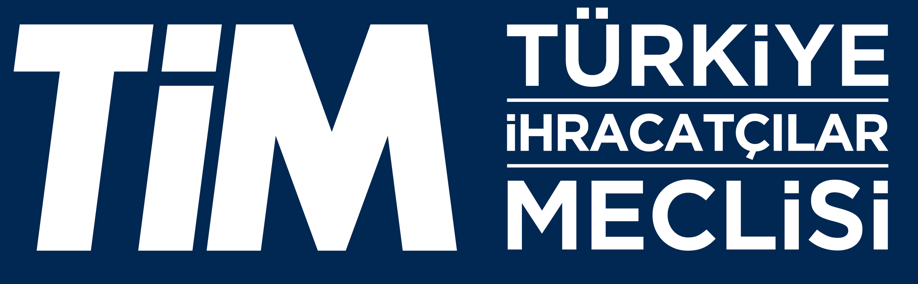 TİM
TÜRKİYE
İHRACATÇILAR
MECLİSİ